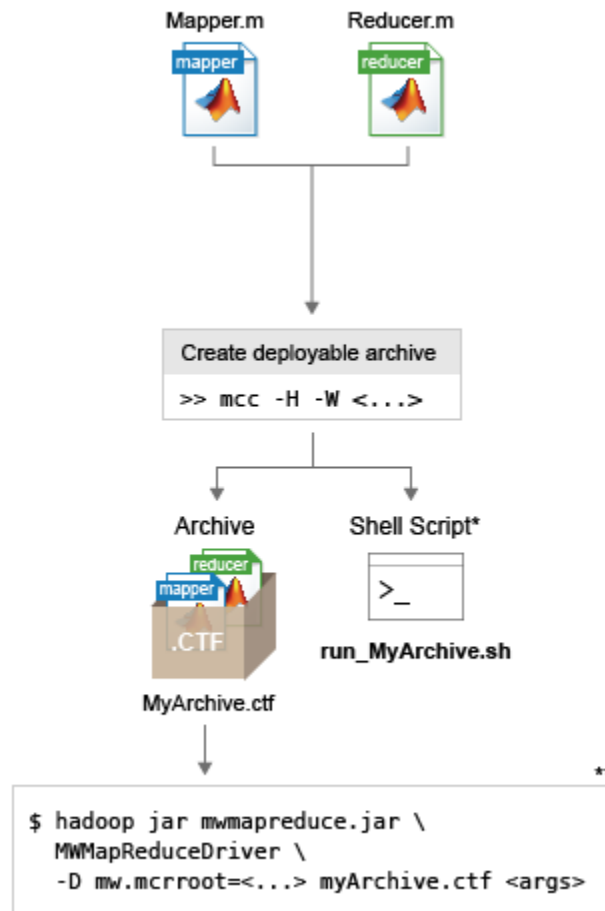 Mapper.m
Reducer.m
mapper
reducer
Create deployable archive
>> mcc -H -W <...>
Archive
Shell Script*
reducer
mapper
.CTF
>_
run_MyArchive.sh
MyArchive.ctf
*
$ hadoop jar mwmapreduce.jar \
MWMapReduceDriver \
-D mw.mcrroot=<...> myArchive.ctf <args>